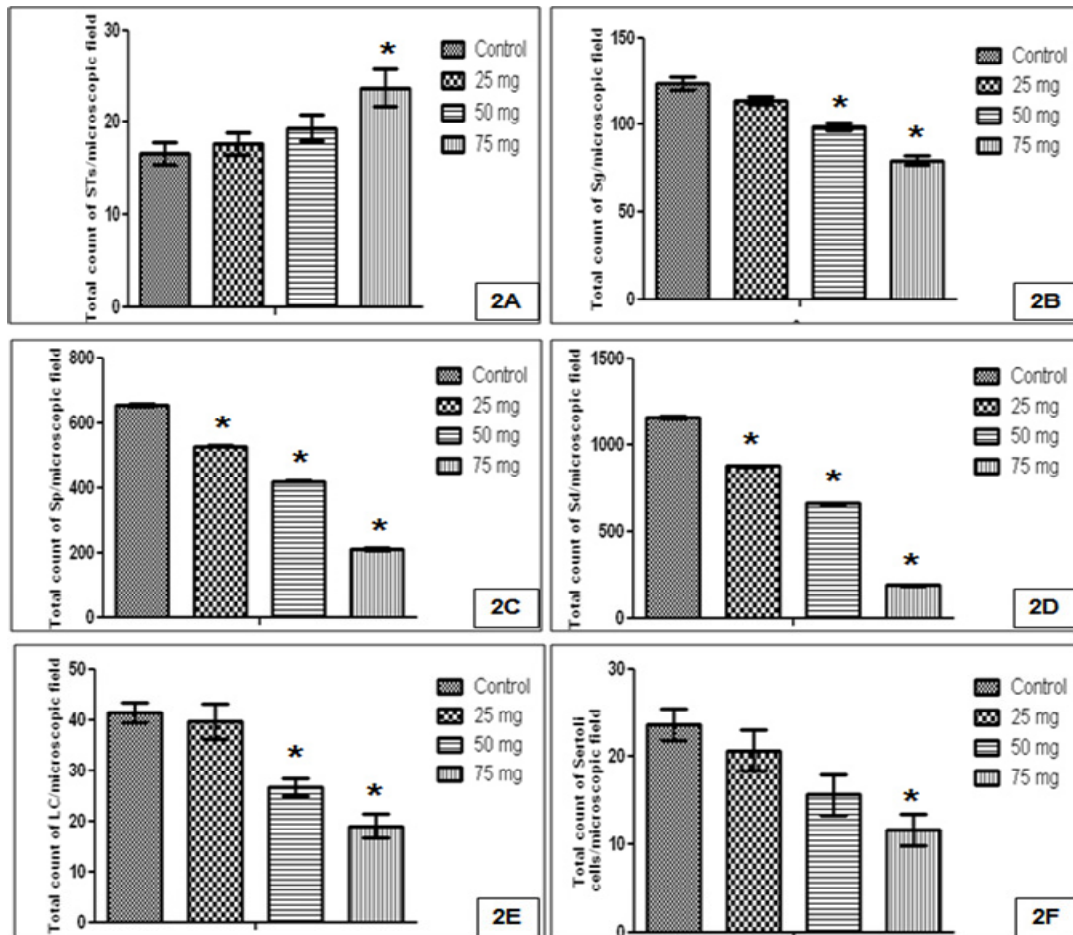 Total count of STs/microscopic field
30
20
10
0
*
Control
25 mg
50 mg
75 mg
2A
Total count of Sg/microscopic field
150
100
50
0
*
*
Control
25 mg
50 mg
75 mg
2B
Total count of Sp/microscopic field
800
600
400
200
0
*
*
*
Control
25 mg
50 mg
75 mg
2C
Total count of Sd/microscopic field
1500
1000
500
0
*
*
*
Control
25 mg
50 mg
75 mg
2D
Total count of LC/microscopic field
50
40
30
20
10
0
*
*
Control
25 mg
50 mg
75 mg
2E
Total count of Sertoli
cells/microscopic field
30
20
10
0
*
Control
25 mg
50 mg
75 mg
2F